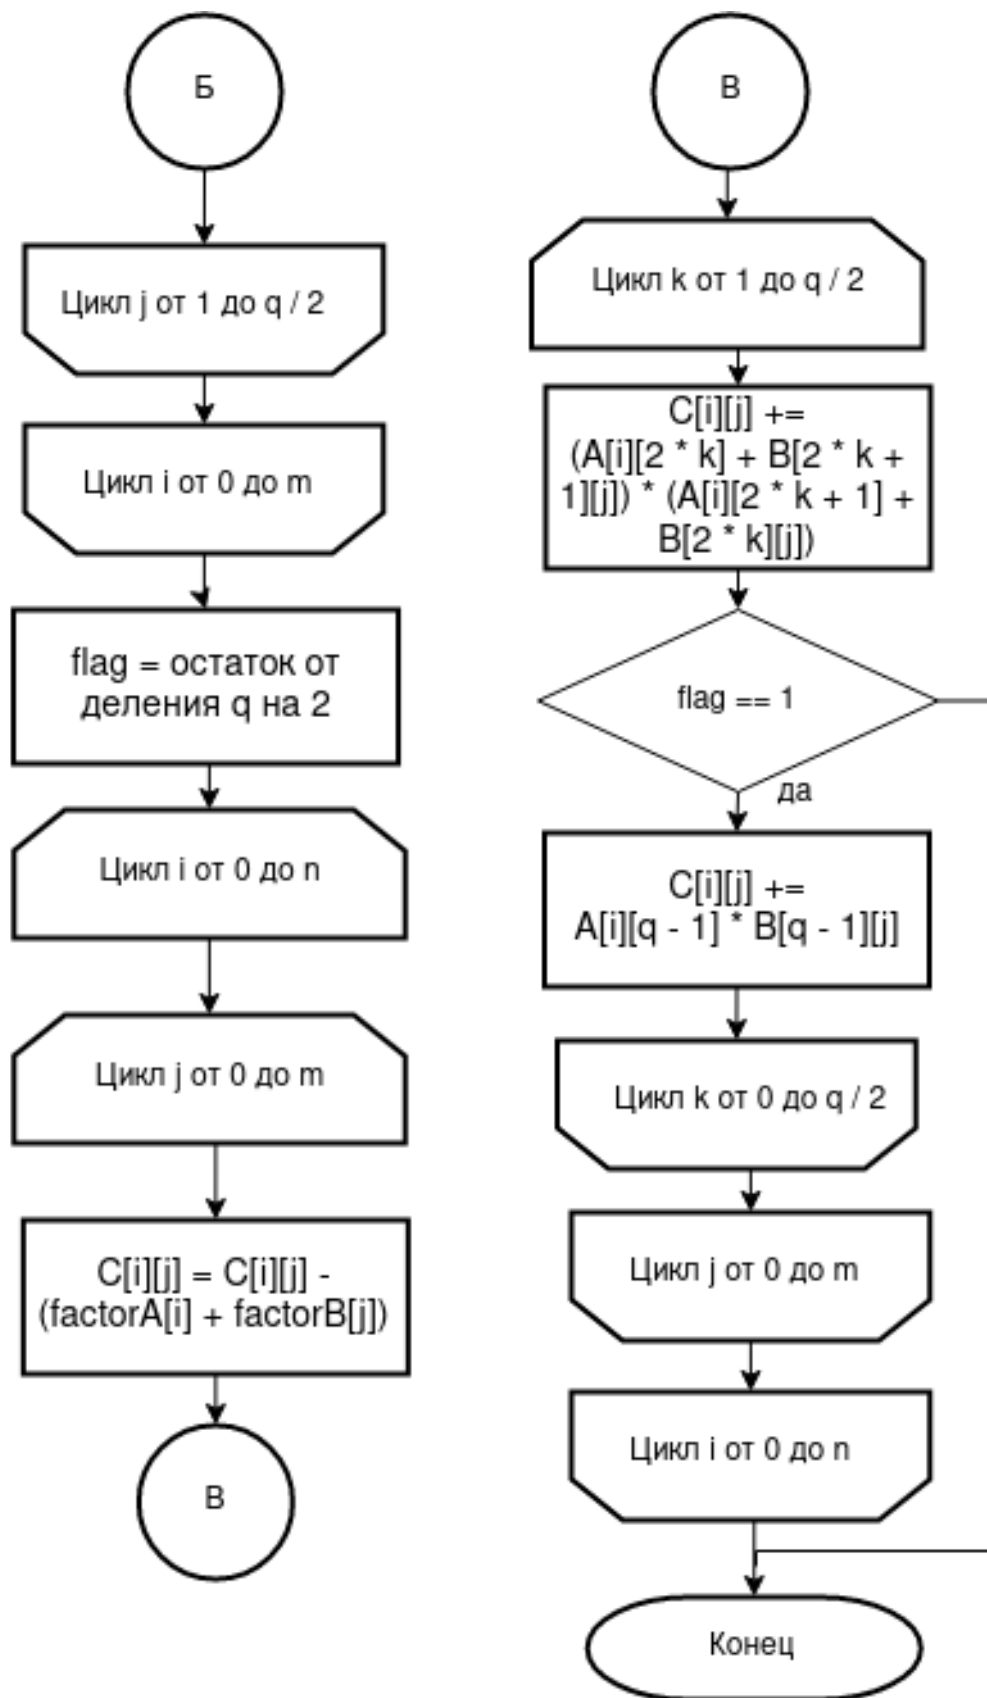 Б
Цикл j от 1 до q / 2
Цикл i от 0 до m
flag = остаток от
деления q на 2
Цикл i от 0 до n
Цикл j от 0 до m
C[i][j] = C[i][j] -
(factorA[i] + factorB[j])
В
В
Цикл k от 1 до q / 2
C[i][j] +=
(A[i][2 * k] + B[2 * k +
1][j]) * (A[i][2 * k + 1] +
B[2 * k][j])
flag == 1
да
C[i][j] +=
A[i][q - 1] * B[q - 1][j]
Цикл k от 0 до q / 2
Цикл j от 0 до m
Цикл i от 0 до n
Конец